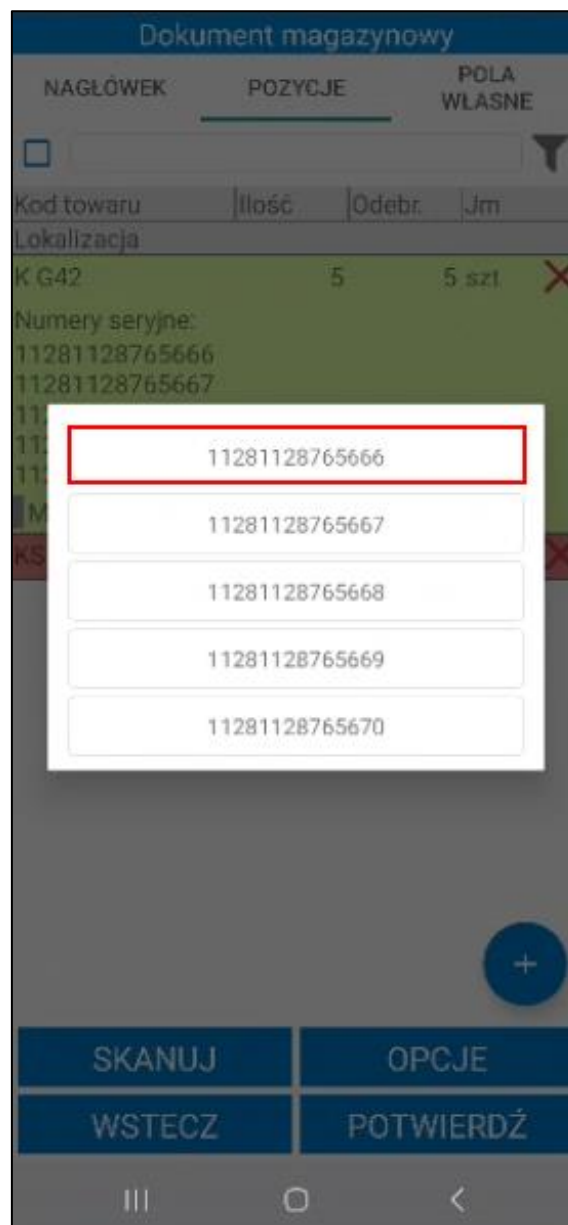 Dokument magazynowy
NAGŁÓWEK POZYCJE POLA WŁASNE
Kod towaru Ilość Odebr. Jm
Lokalizacja
K G42 5 5 szt
Numery seryjne:
11281128765666
11281128765667
11281128765666
11281128765667
11281128765668
11281128765669
11281128765670
SKANUJ OPCJE
WSTECZ POTWIERDŹ